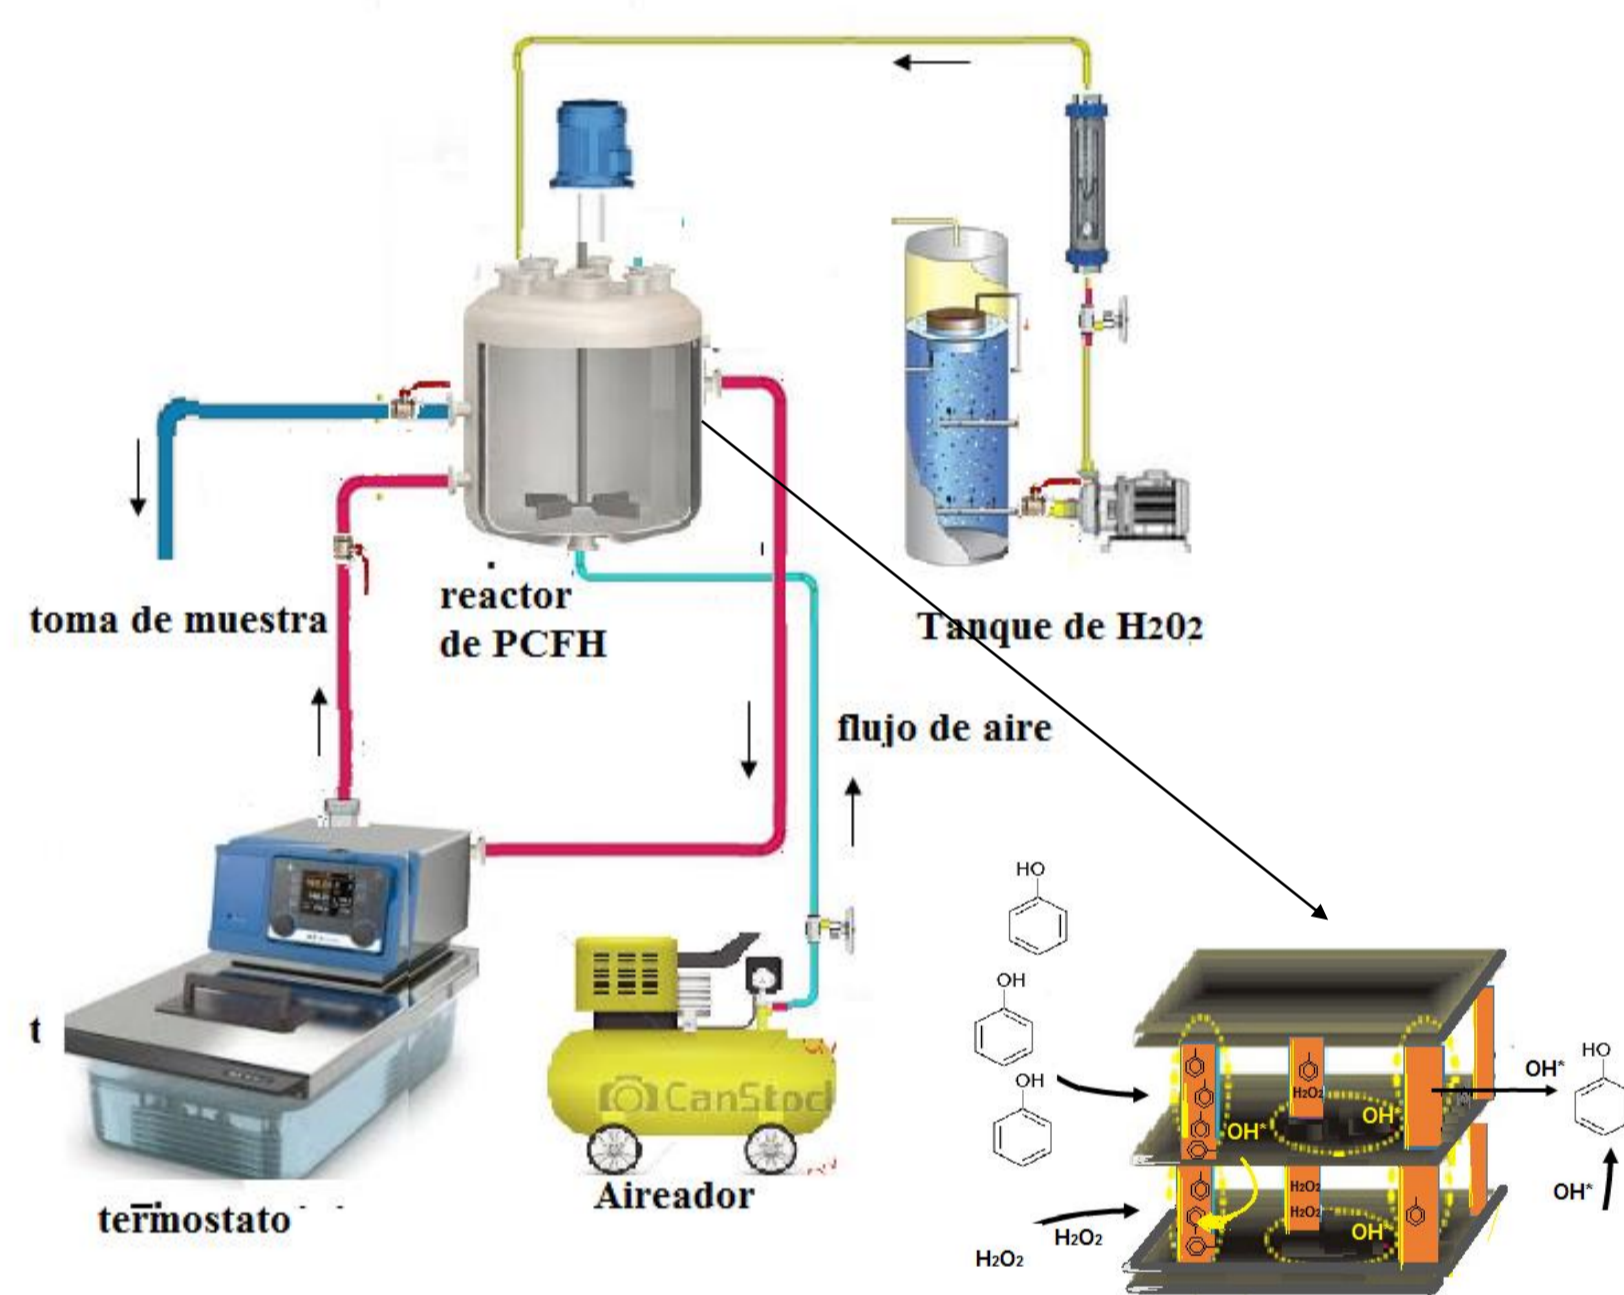 toma de muestra
reactor
de PCFH
Tanque de H2O2
flujo de aire
t
termostato
CanStock
Aireador
HO
OH
OH
H2O2
H2O2
OH*
H2O2
OH
OH*
HO
OH*
H2O2
H2O2
OH